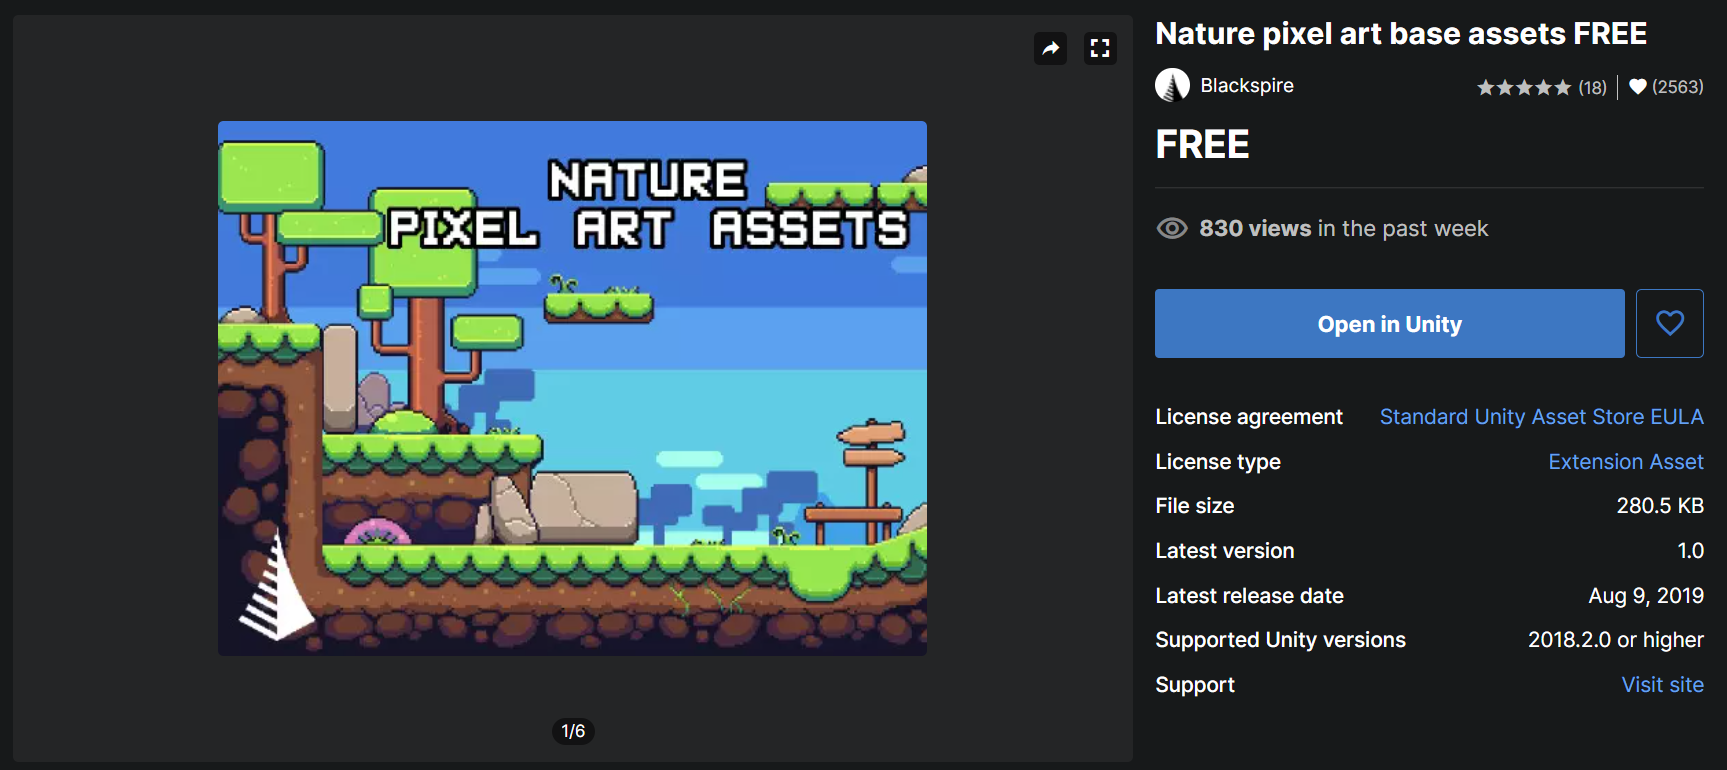 NATURE
PIXEL ART ASSETS
1/6
Nature pixel art base assets FREE
Blackspire
(18)
(2563)
FREE
830 views in the past week
Open in Unity
License agreement Standard Unity Asset Store EULA
License type Extension Asset
File size 280.5 KB
Latest version 1.0
Latest release date Aug 9, 2019
Supported Unity versions 2018.2.0 or higher
Support Visit site